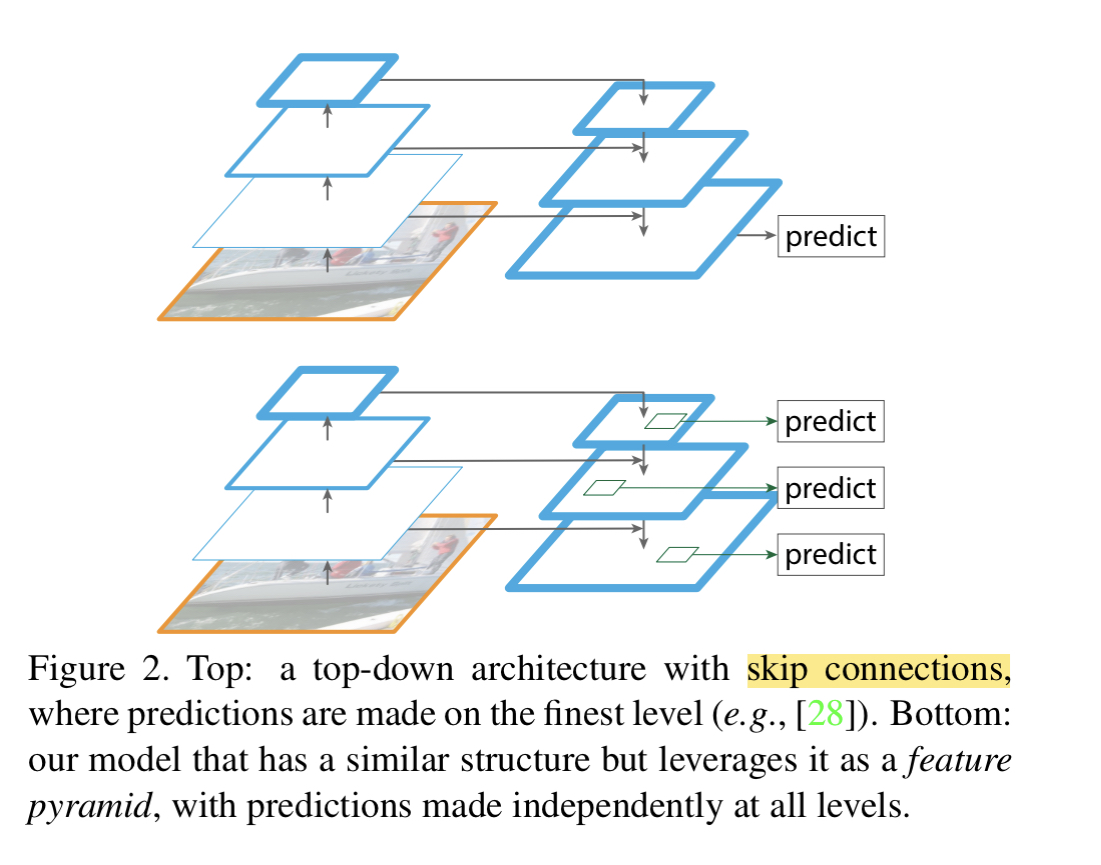 predict
predict
predict
predict
Figure 2. Top: a top-down architecture with skip connections,
where predictions are made on the finest level (e.g., [28]). Bottom:
our model that has a similar structure but leverages it as a feature
pyramid, with predictions made independently at all levels.